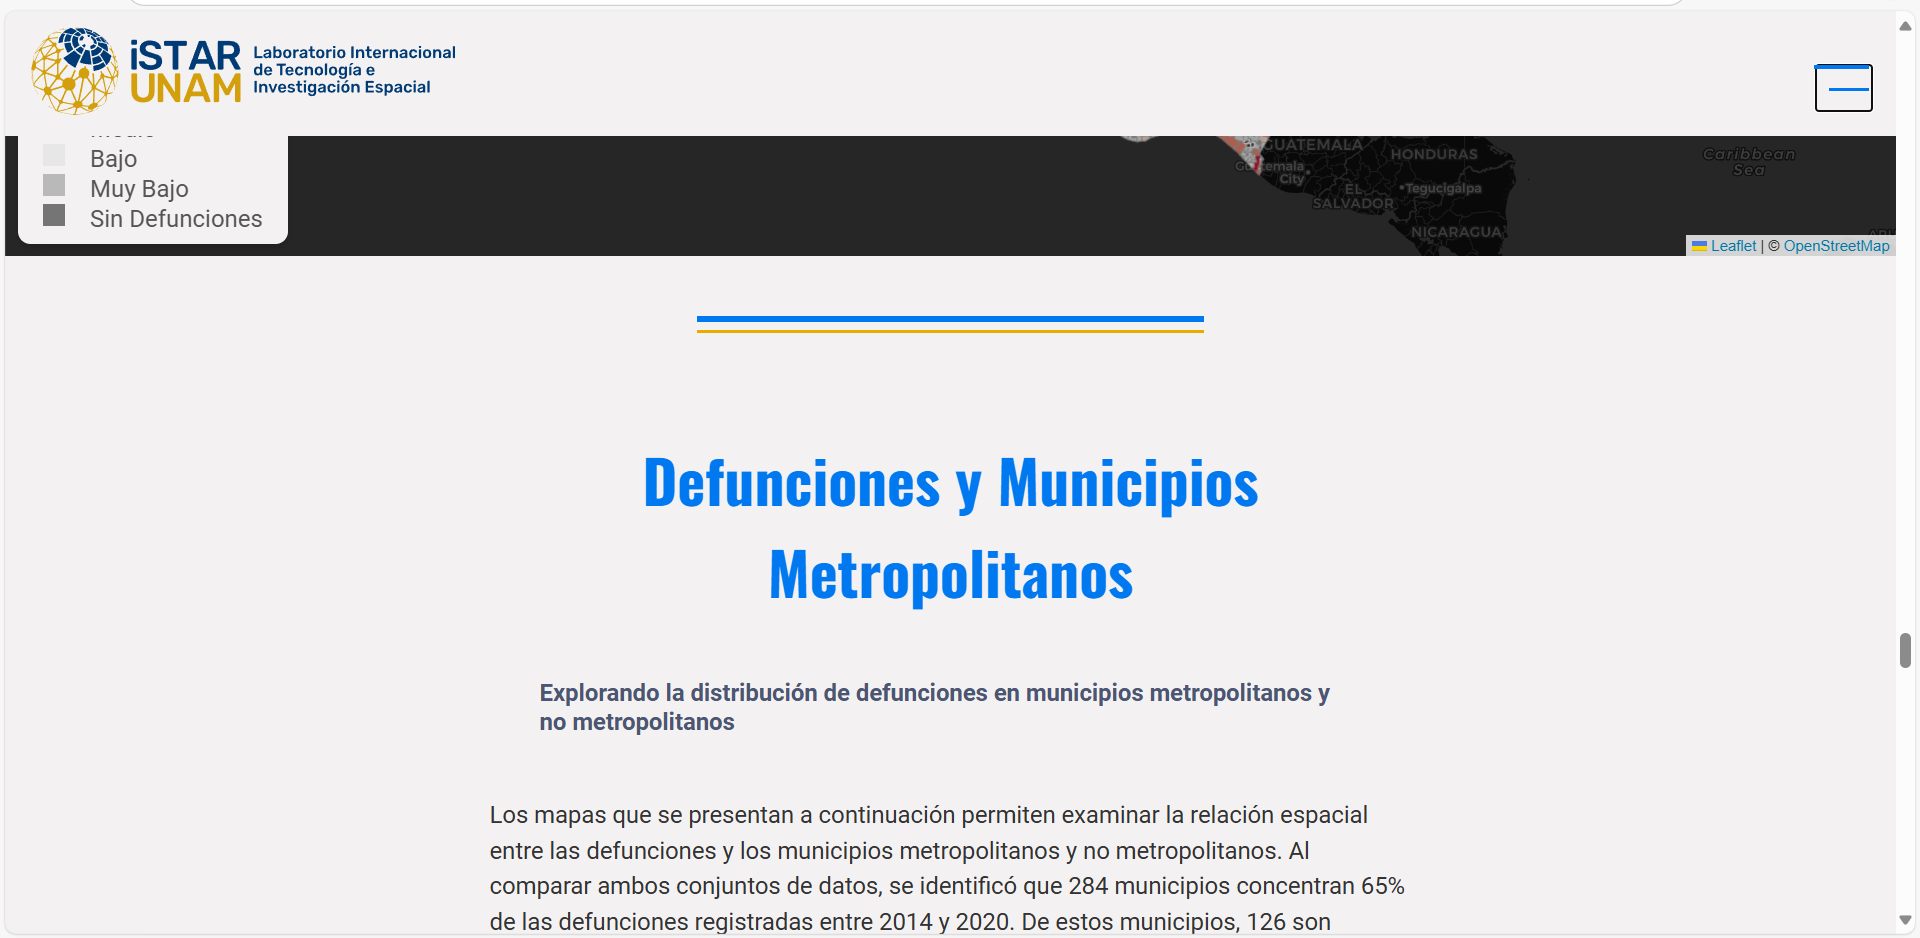 iSTAR
UNAM
Laboratorio Internacional
de Tecnología e
Investigación Espacial
Bajo
Muy Bajo
Sin Defunciones
GUATEMALA
Guatemala
City
HONDURAS
EL
SALVADOR
Tegucigalpa
NICARAGUA
Caribbean
Sea
Leaflet | © OpenStreetMap
Defunciones y Municipios
Metropolitanos
Explorando la distribución de defunciones en municipios metropolitanos y
no metropolitanos
Los mapas que se presentan a continuación permiten examinar la relación espacial
entre las defunciones y los municipios metropolitanos y no metropolitanos. Al
comparar ambos conjuntos de datos, se identificó que 284 municipios concentran 65%
de las defunciones registradas entre 2014 y 2020. De estos municipios, 126 son